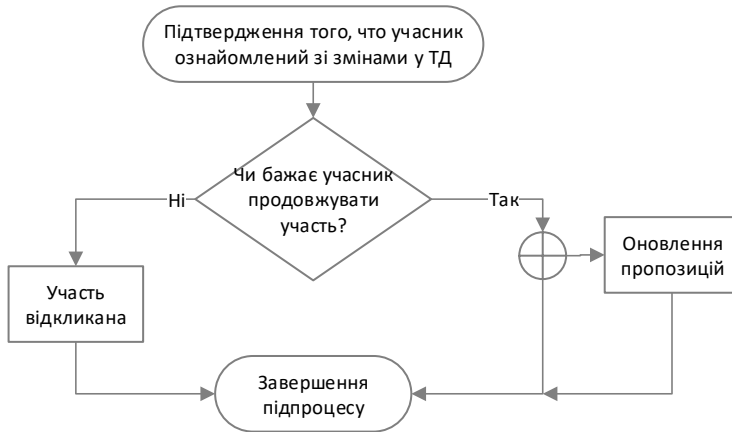 Підтвердження того, что учасник
ознайомлений зі змінами у ТД
Чи бажає учасник
продовжувати
участь?
Ні
Так
Оновлення
пропозицій
Участь
відкликана
Завершення
підпроцесу